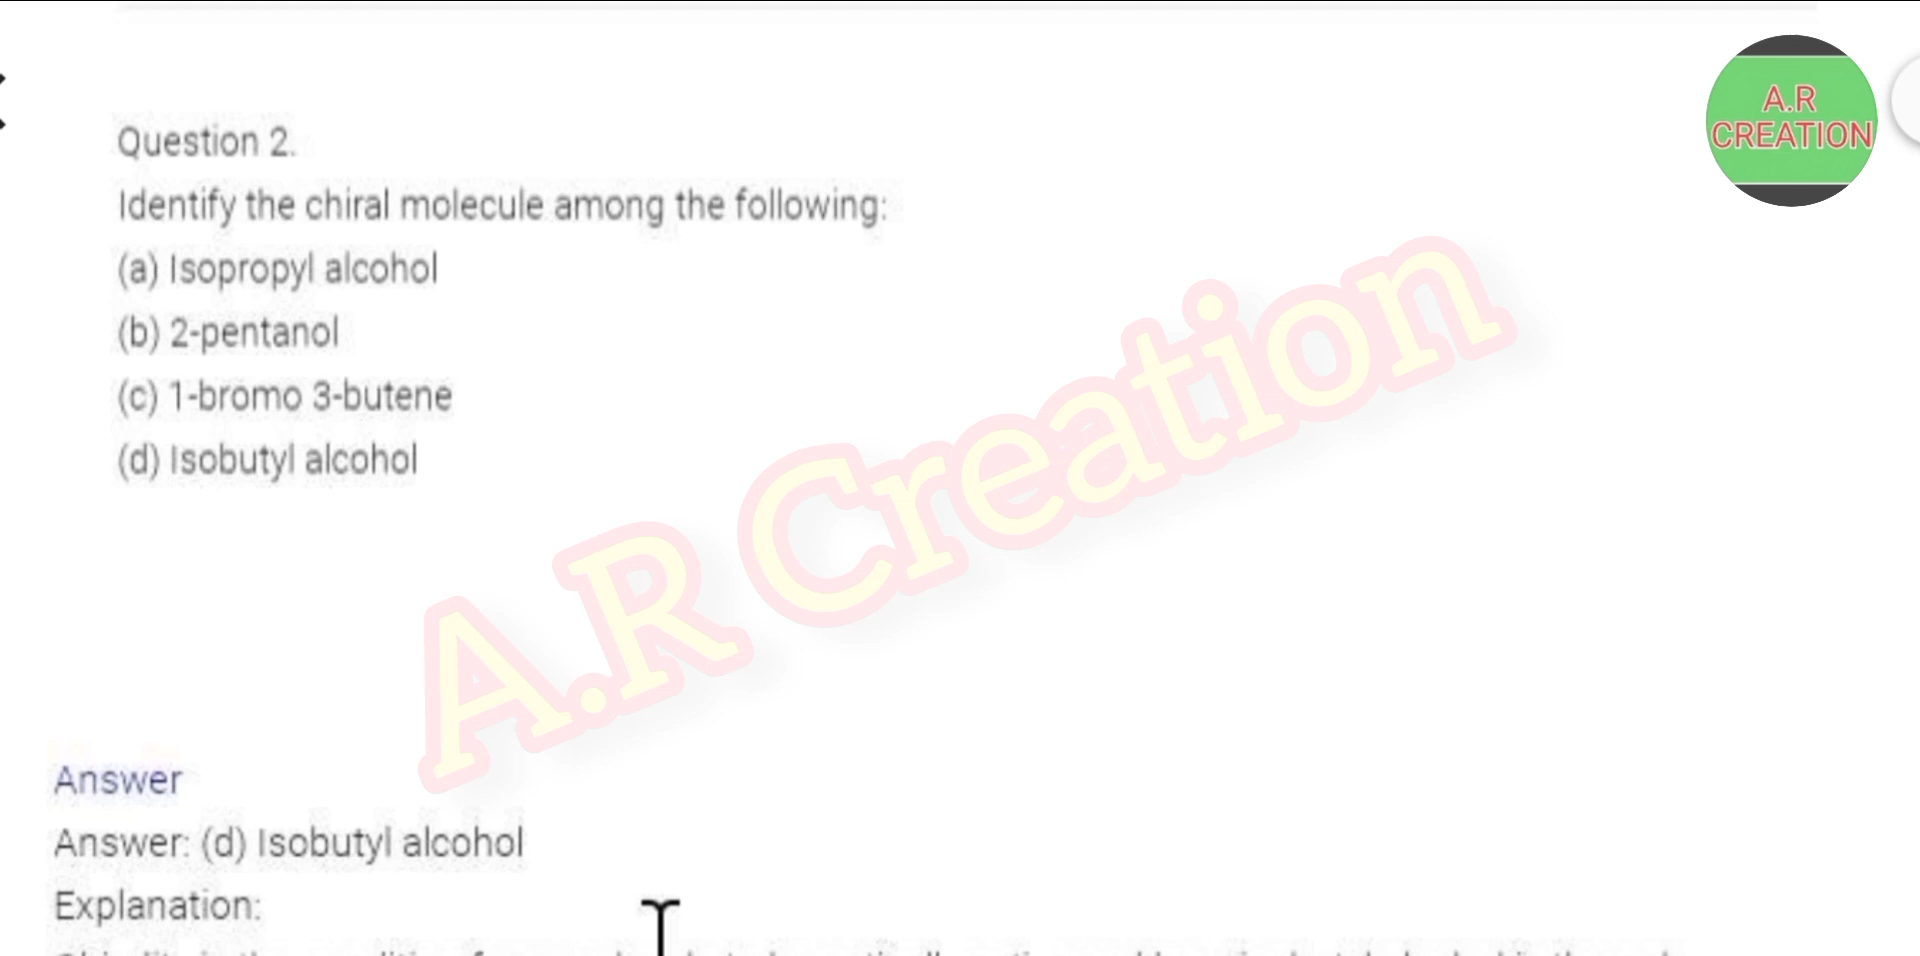 A.R
CREATION
Question 2.
Identify the chiral molecule among the following:
(a) Isopropyl alcohol
(b) 2-pentanol
(c) 1-bromo 3-butene
(d) Isobutyl alcohol
A.R Creation
Answer
Answer: (d) Isobutyl alcohol
Explanation: